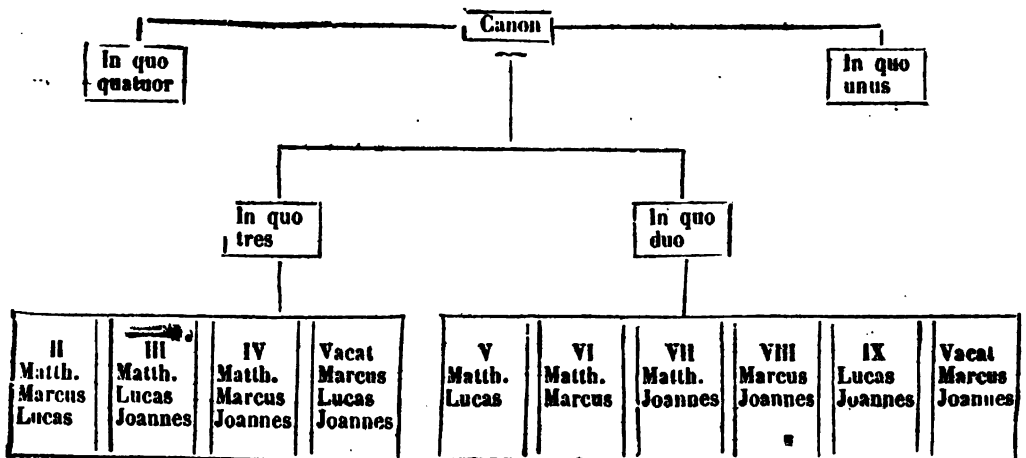 Canon
In quo
quatuor
In quo
unus
In quo
tres
In quo
duo
II
Matth.
Marcus
Lucas
III
Matth.
Lucas
Joannes
IV
Matth.
Marcus
Joannes
Vacat
Marcus
Lucas
Joannes
V
Matth.
Lucas
VI
Matth.
Marcus
VII
Matth.
Joannes
VIII
Marcus
Joannes
IX
Lucas
Joannes
Vacat
Marcus
Joannes